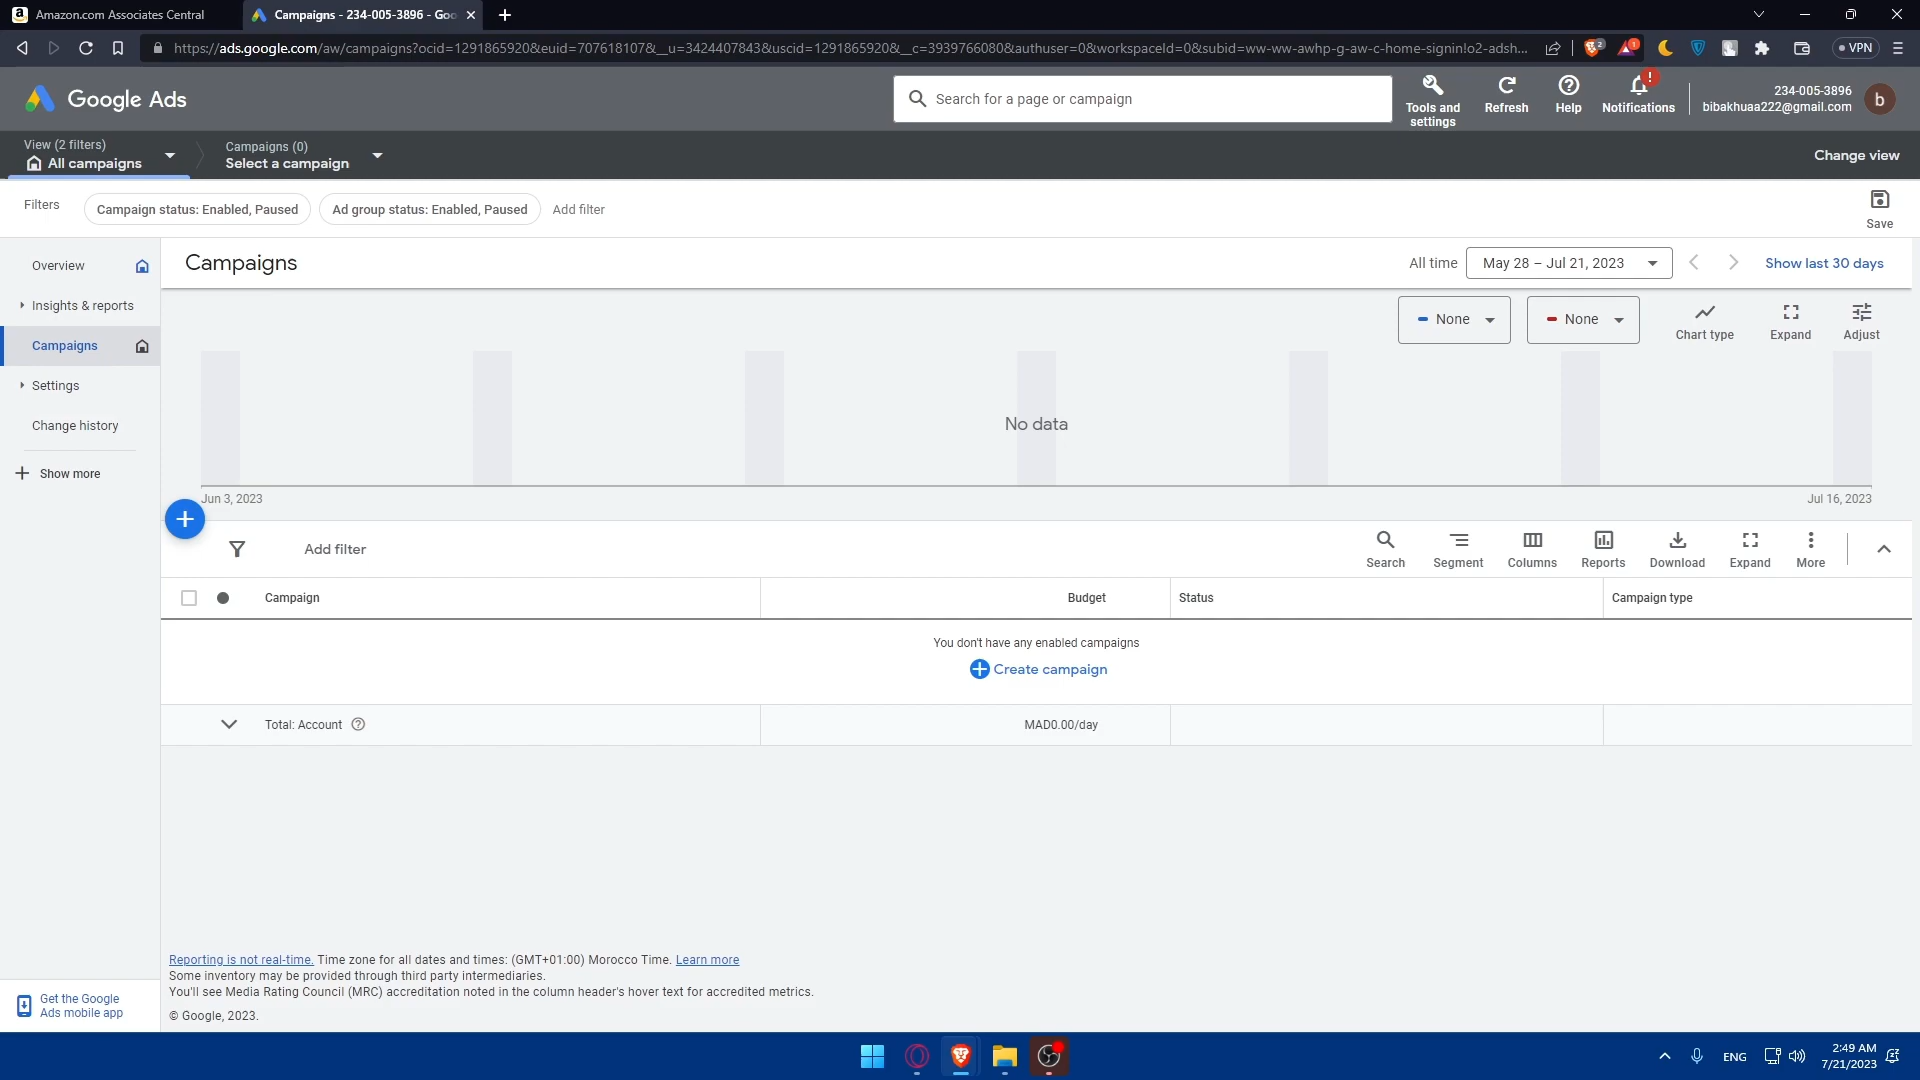 Amazon.com Associates Central
Campaigns - 234-005-3896 - Goo
https://ads.google.com/aw/campaigns?ocid=1291865920&euid=707618107&__u=3424407843&uscid=1291865920&__c=3939766080&authuser=0&workspaceId=0&subid=ww-ww-awhp-g-aw-c-home-signin!o2-adsh...
2
1
VPN
Google Ads
Search for a page or campaign
Tools and
settings
Refresh
Help
!
Notifications
234-005-3896
bibakhuaa222@gmail.com
b
View (2 filters)
All campaigns
Campaigns (0)
Select a campaign
Change view
Filters
Campaign status: Enabled, Paused
Ad group status: Enabled, Paused
Add filter
Save
Overview
Insights & reports
Campaigns
Settings
Change history
Show more
Campaigns
All time
May 28 – Jul 21, 2023
Show last 30 days
None
None
Chart type
Expand
Adjust
No data
Jun 3, 2023
Jul 16, 2023
Add filter
Search
Segment
Columns
Reports
Download
Expand
More
Campaign
Budget
Status
Campaign type
You don't have any enabled campaigns
Create campaign
Total: Account
MAD0.00/day
Reporting is not real-time. Time zone for all dates and times: (GMT+01:00) Morocco Time. Learn more
Some inventory may be provided through third party intermediaries.
You'll see Media Rating Council (MRC) accreditation noted in the column header's hover text for accredited metrics.
© Google, 2023.
Get the Google
Ads mobile app
ENG
2:49 AM
7/21/2023